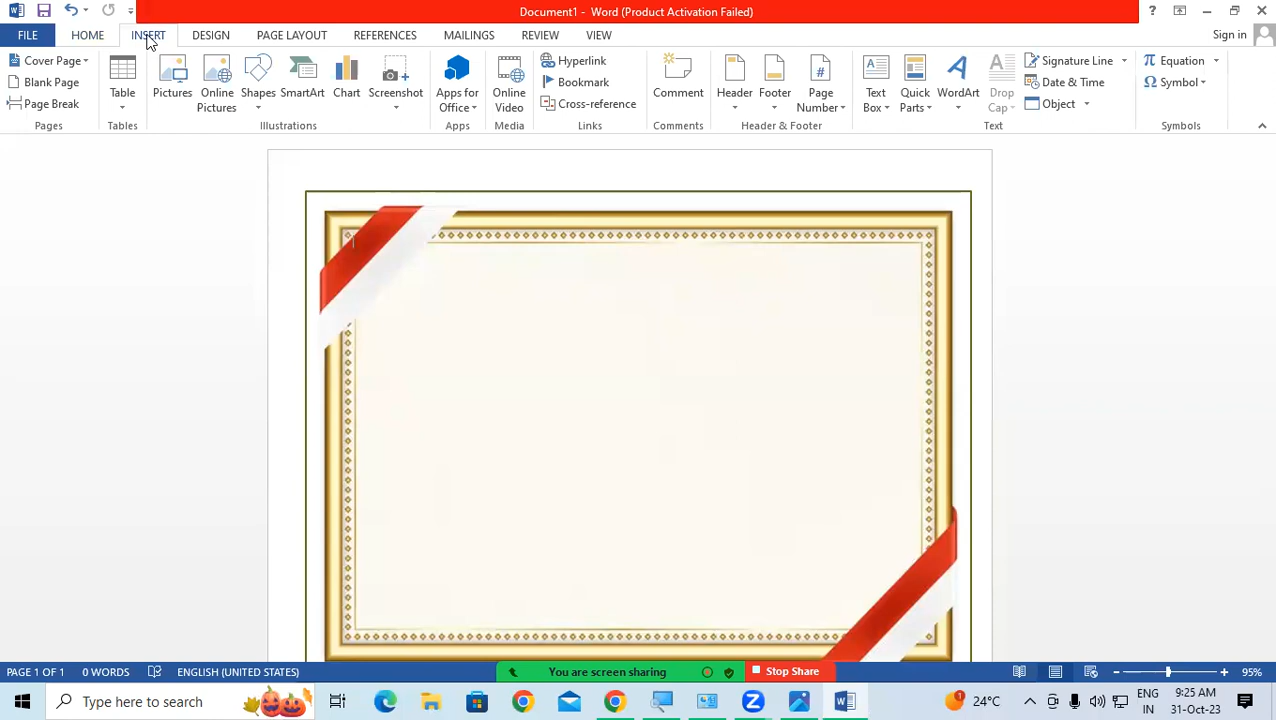 Document1 - Word (Product Activation Failed)
FILE HOME INSERT DESIGN PAGE LAYOUT REFERENCES MAILINGS REVIEW VIEW Sign in
Cover Page
Blank Page
Page Break
Pages
Table
Tables
Pictures
Online Pictures
Shapes
SmartArt
Chart
Screenshot
Illustrations
Apps for Office
Apps
Online Video
Media
Hyperlink
Bookmark
Cross-reference
Links
Comment
Comments
Header
Footer
Page Number
Header & Footer
Text Box
Quick Parts
WordArt
Drop Cap
Signature Line
Date & Time
Object
Text
Equation
Symbol
Symbols
PAGE 1 OF 1 0 WORDS ENGLISH (UNITED STATES) You are screen sharing Stop Share 95%
Type here to search
1
24°C
ENG
IN
9:25 AM
31-Oct-23